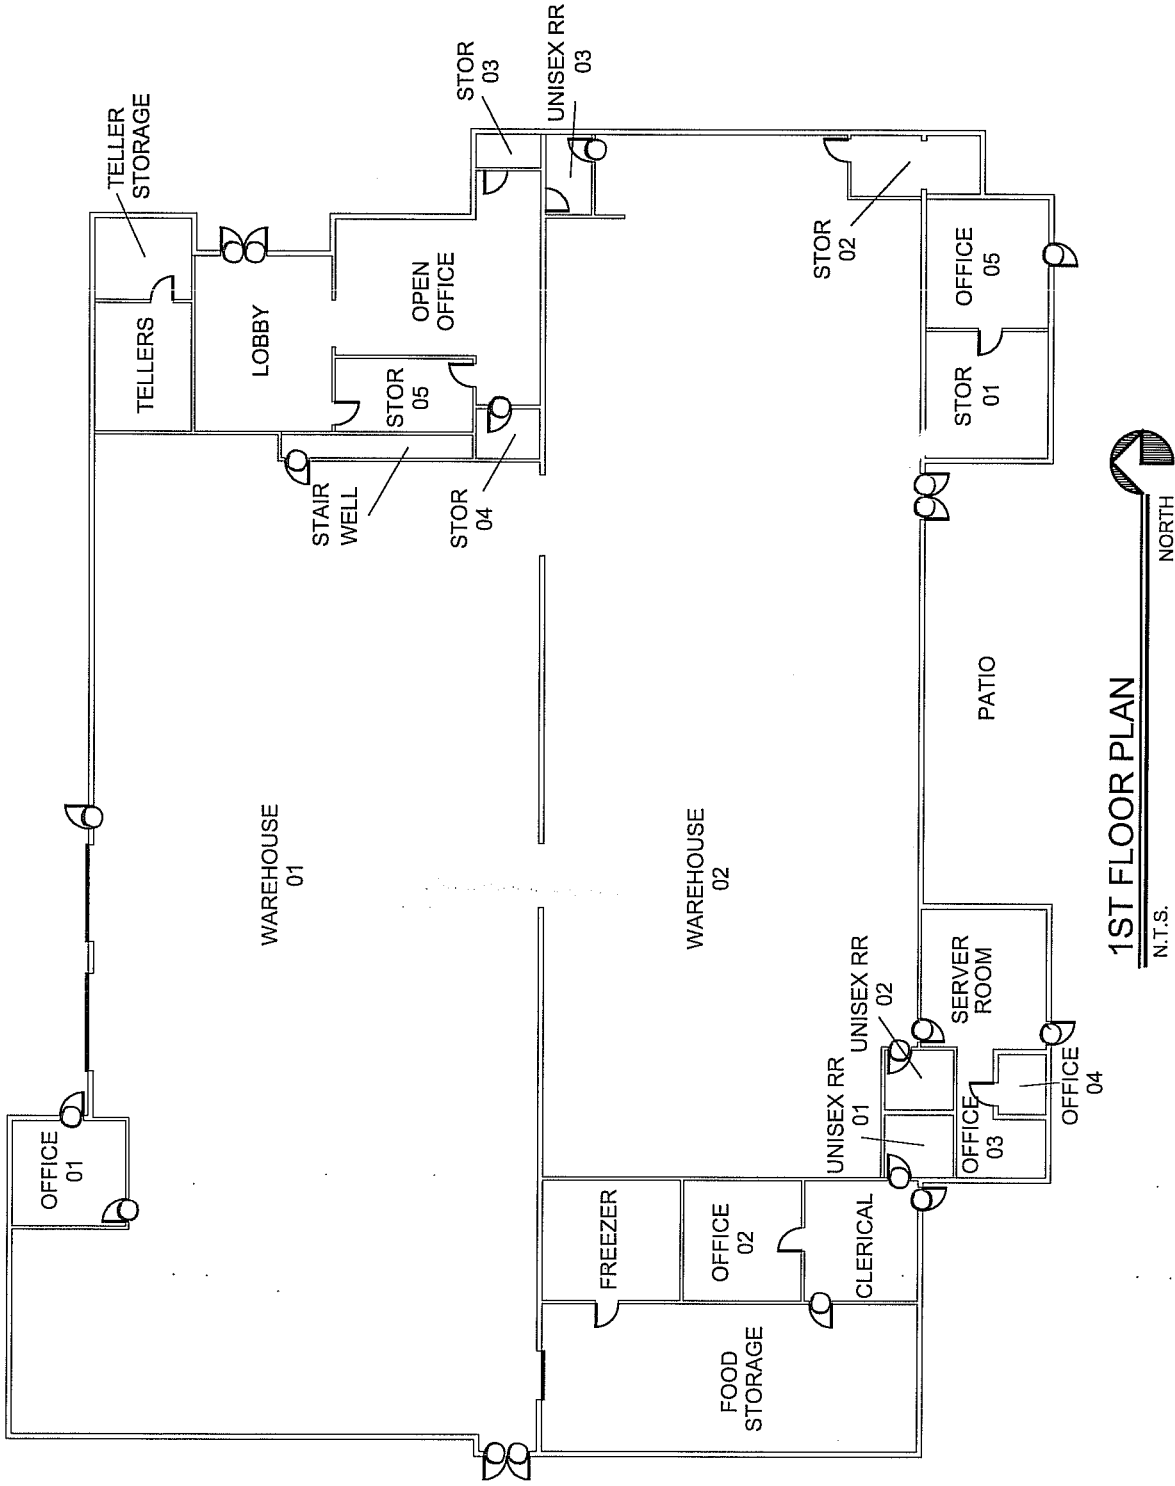 OFFICE
01
WAREHOUSE
01
TELLERS
TELLER
STORAGE
LOBBY
STAIR
WELL
STOR
05
OPEN
OFFICE
STOR
04
STOR
03
UNISEX RR
03
FREEZER
OFFICE
02
FOOD
STORAGE
CLERICAL
WAREHOUSE
02
UNISEX RR
01
UNISEX RR
02
STOR
02
OFFICE
03
SERVER
ROOM
OFFICE
04
PATIO
STOR
01
OFFICE
05
1ST FLOOR PLAN
N.T.S.
NORTH